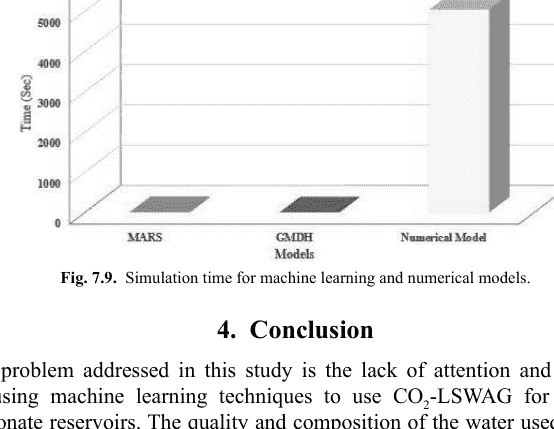 5000
4000
3000
2000
1000
0
Time (Sec)
MARS GMDH Numerical Model
Models
Fig. 7.9. Simulation time for machine learning and numerical models.
4. Conclusion
problem addressed in this study is the lack of attention and
using machine learning techniques to use CO2-LSWAG for
onate reservoirs. The quality and composition of the water used